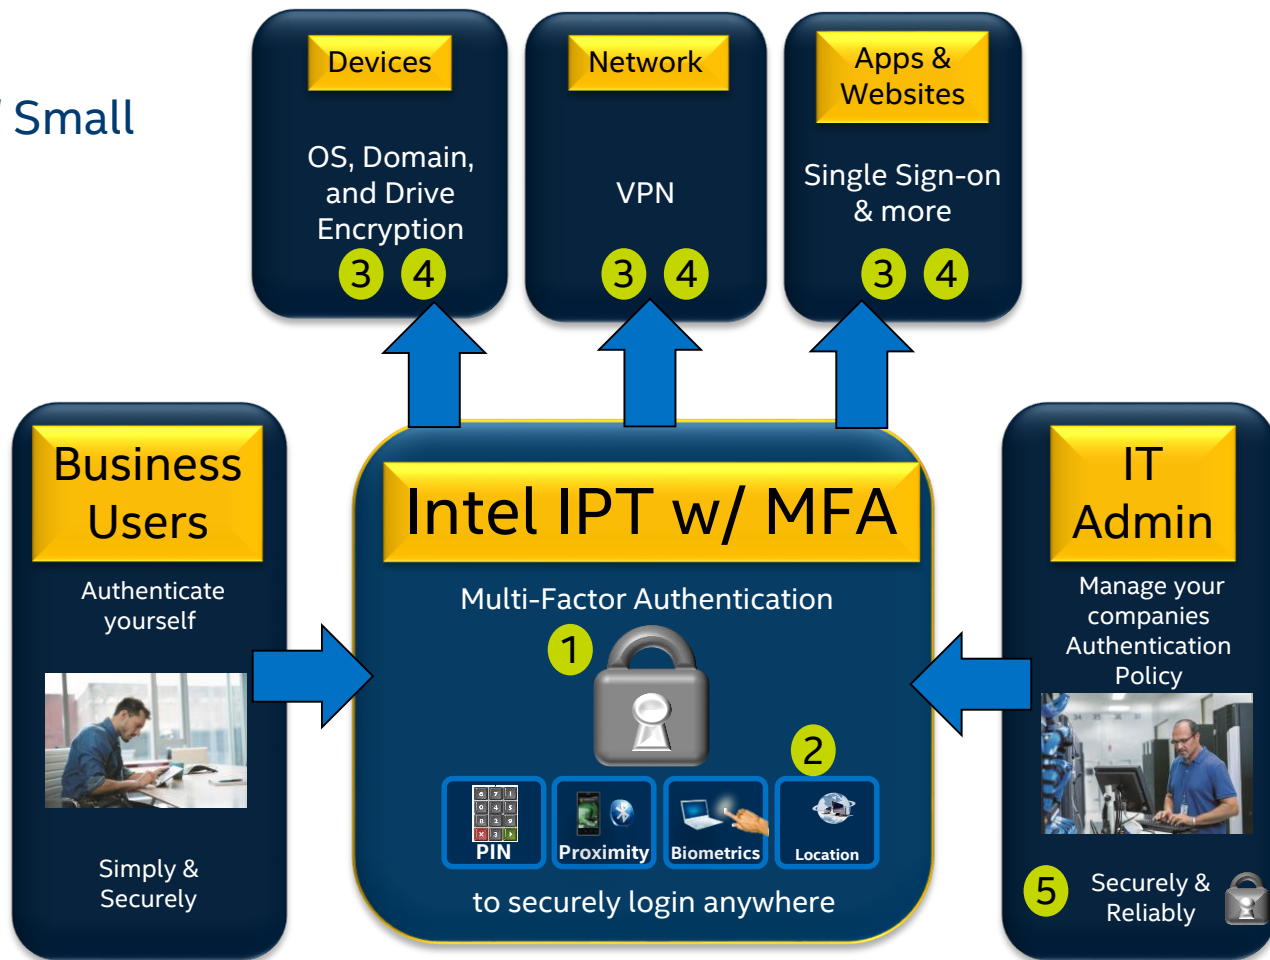 Small
Devices
OS, Domain,
and Drive
Encryption
3 4
Network
VPN
3 4
Apps &
Websites
Single Sign-on
& more
3 4
Business
Users
Authenticate
yourself
Simply &
Securely
Intel IPT w/ MFA
Multi-Factor Authentication
1
2
PIN
Proximity
Biometrics
Location
to securely login anywhere
IT
Admin
Manage your
companies
Authentication
Policy
5
Securely &
Reliably